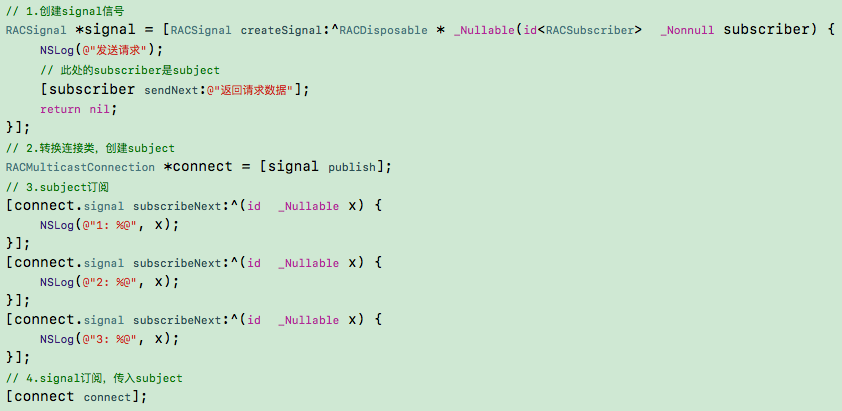 // 1.创建signal信号
RACSignal *signal = [RACSignal createSignal:^RACDisposable * _Nullable(id<RACSubscriber>  _Nonnull subscriber) {
    NSLog(@"发送请求");
    // 此处的subscriber是subject
    [subscriber sendNext:@"返回请求数据"];
    return nil;
}];
// 2.转换连接类，创建subject
RACMulticastConnection *connect = [signal publish];
// 3.subject订阅
[connect.signal subscribeNext:^(id  _Nullable x) {
    NSLog(@"1: %@", x);
}];
[connect.signal subscribeNext:^(id  _Nullable x) {
    NSLog(@"2: %@", x);
}];
[connect.signal subscribeNext:^(id  _Nullable x) {
    NSLog(@"3: %@", x);
}];
// 4.signal订阅，传入subject
[connect connect];